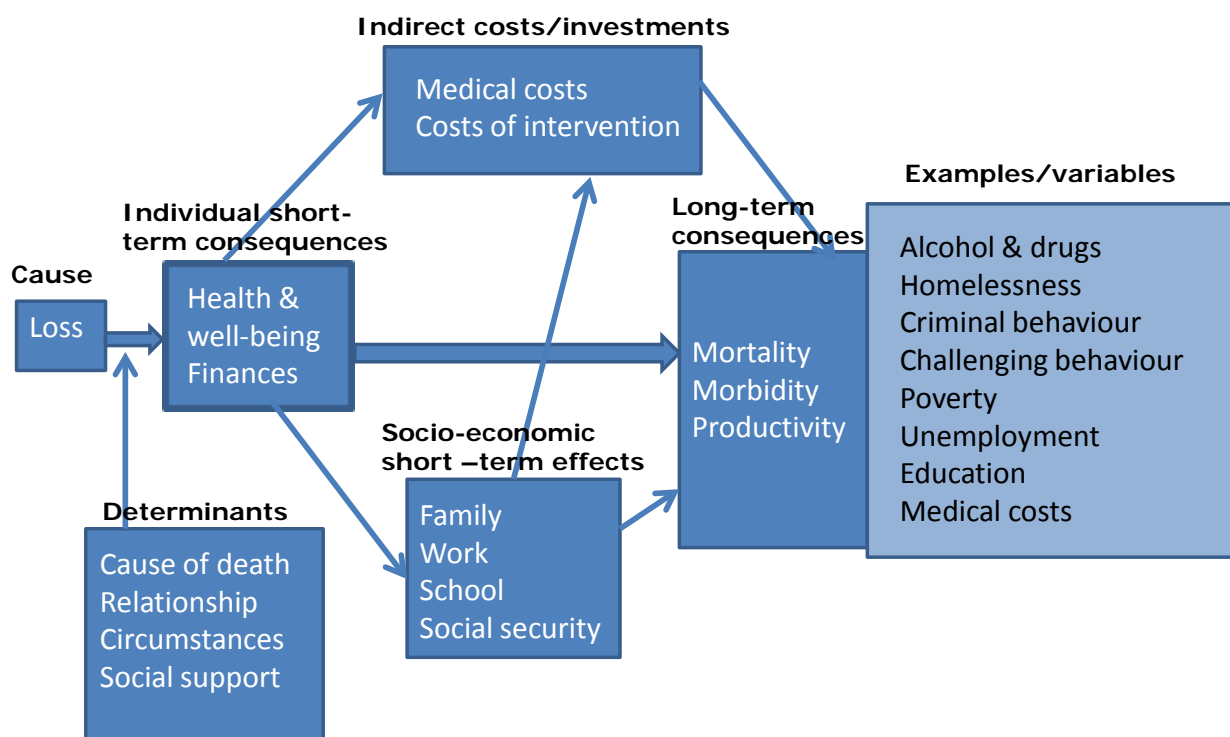 Indirect costs/investments
Medical costs
Costs of intervention
Examples/variables
Individual short-
term consequences
Long-term
consequences
Cause
Loss
Health &
well-being
Finances
Mortality
Morbidity
Productivity
Alcohol & drugs
Homelessness
Criminal behaviour
Challenging behaviour
Poverty
Unemployment
Education
Medical costs
Socio-economic
short –term effects
Family
Work
School
Social security
Determinants
Cause of death
Relationship
Circumstances
Social support